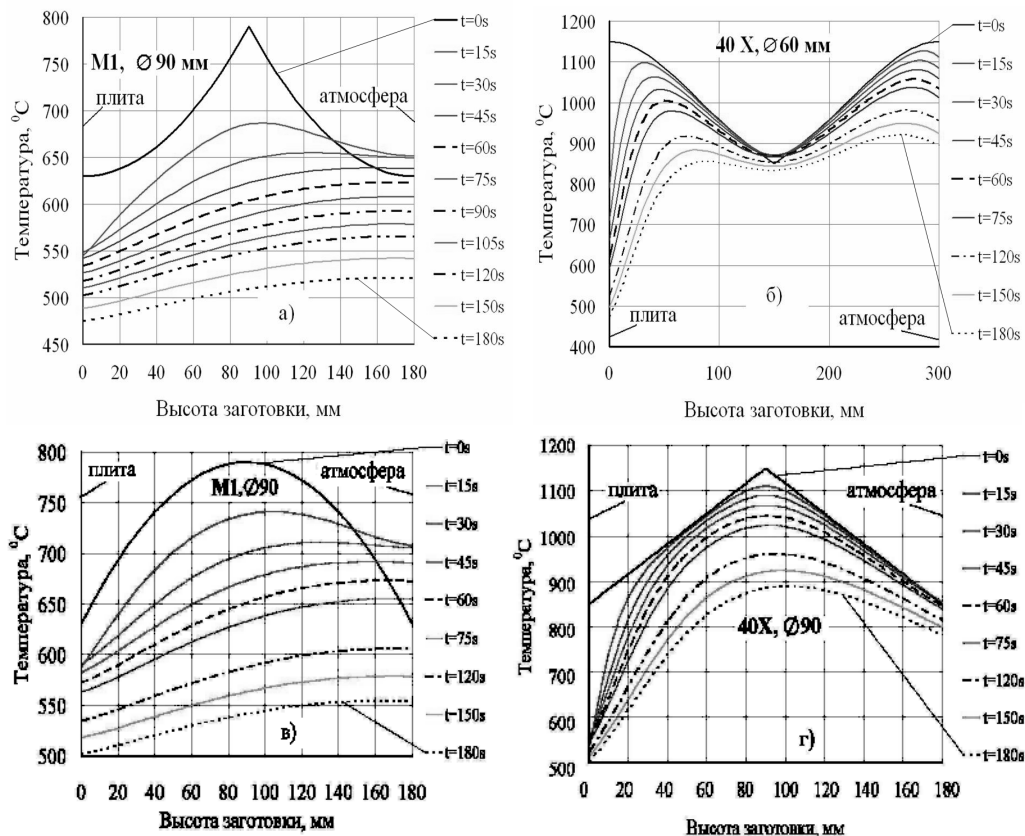 800
750
700
650
600
550
500
450
Температура, ⁰С
М1, ∅ 90 мм
плита
атмосфера
а)
0 20 40 60 80 100 120 140 160 180
Высота заготовки, мм
t=0s
t=15s
t=30s
t=45s
t=60s
t=75s
t=90s
t=105s
t=120s
t=150s
t=180s
1200
1100
1000
900
800
700
600
500
400
Температура, ⁰С
40 Х, ∅ 60 мм
б)
плита
атмосфера
0 100 200 300
Высота заготовки, мм
t=0s
t=15s
t=30s
t=45s
t=60s
t=75s
t=120s
t=150s
t=180s
800
750
700
650
600
550
500
Температура, ⁰С
плита
атмосфера
М1,∅90
в)
0 20 40 60 80 100 120 140 160 180
Высота заготовки, мм
t=0s
t=15s
t=30s
t=45s
t=60s
t=75s
t=120s
t=150s
t=180s
1200
1100
1000
900
800
700
600
500
Температура, ⁰С
плита
атмосфера
40Х, ∅90
г)
0 20 40 60 80 100 120 140 160 180
Высота заготовки, мм
t=0s
t=15s
t=30s
t=45s
t=60s
t=75s
t=120s
t=150s
t=180s